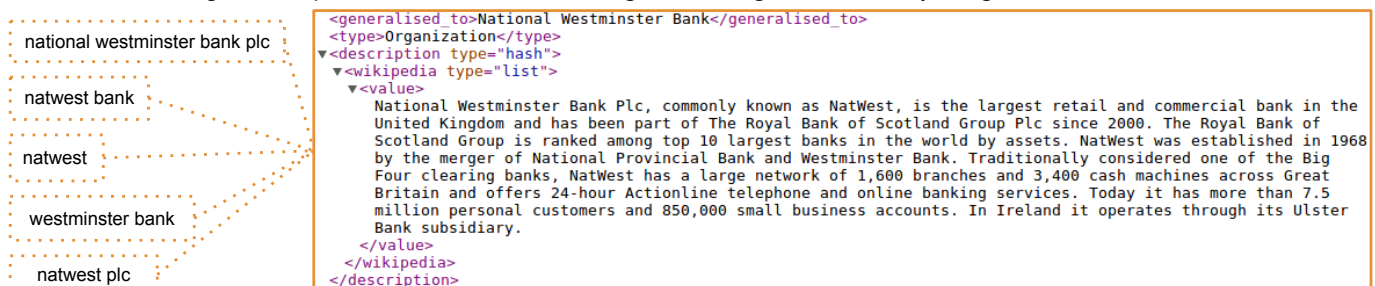 national westminster bank plc
natwest bank
natwest
westminster bank
natwest plc
<generalised_to>National Westminster Bank</generalised_to>
<type>Organization</type>
▼<description type="hash">
▼<wikipedia type="list">
▼<value>
National Westminster Bank Plc, commonly known as NatWest, is the largest retail and commercial bank in the
United Kingdom and has been part of The Royal Bank of Scotland Group Plc since 2000. The Royal Bank of
Scotland Group is ranked among top 10 largest banks in the world by assets. NatWest was established in 1968
by the merger of National Provincial Bank and Westminster Bank. Traditionally considered one of the Big
Four clearing banks, NatWest has a large network of 1,600 branches and 3,400 cash machines across Great
Britain and offers 24-hour Actionline telephone and online banking services. Today it has more than 7.5
million personal customers and 850,000 small business accounts. In Ireland it operates through its Ulster
Bank subsidiary.
</value>
</wikipedia>
</description>